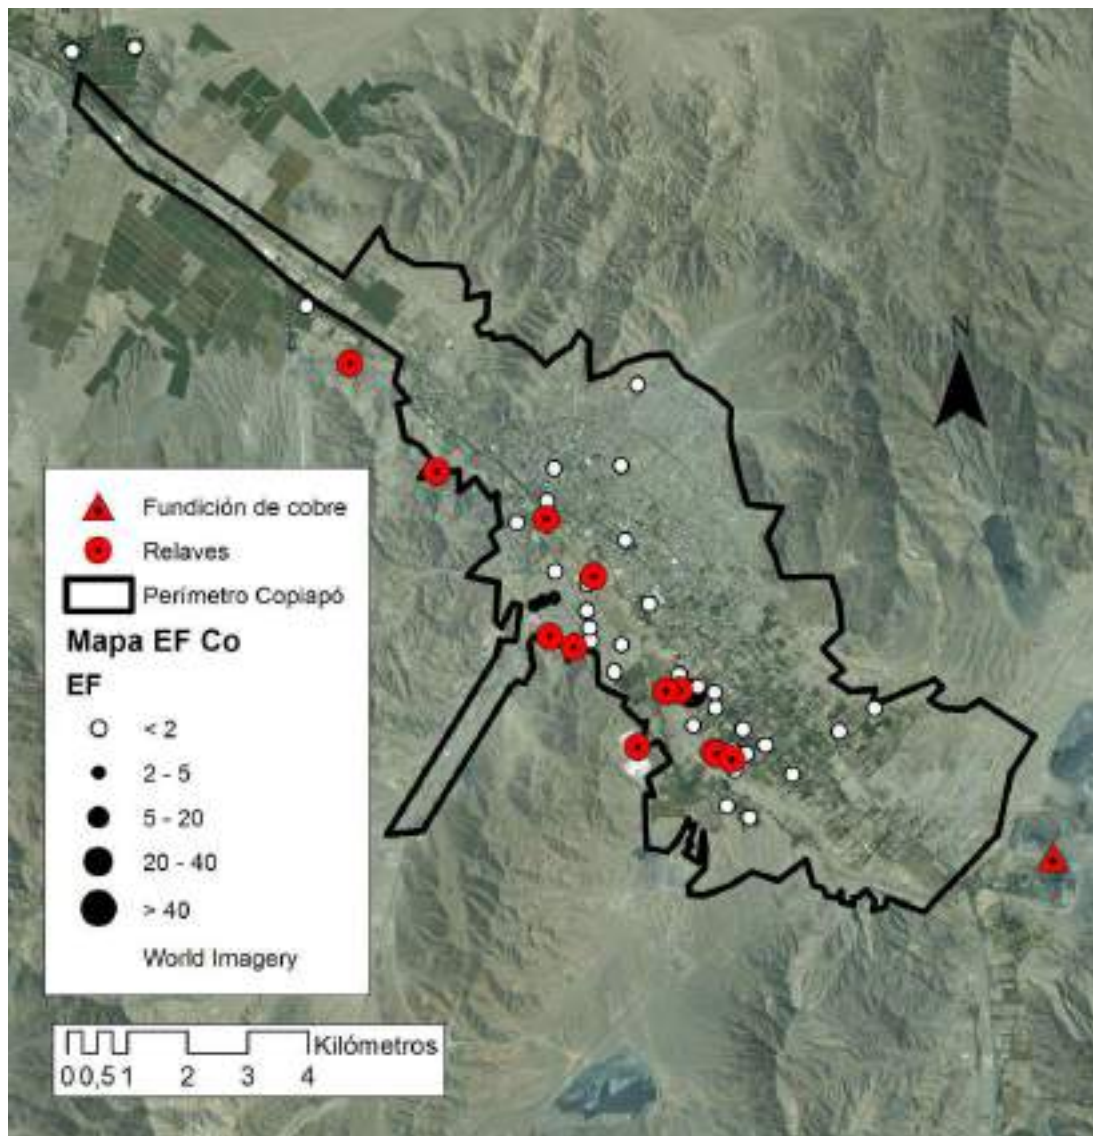 N
Fundición de cobre
Relaves
Perímetro Copiapó
Mapa EF Co
EF
< 2
2 - 5
5 - 20
20 - 40
> 40
World Imagery
Kilómetros
0 0,5 1 2 3 4